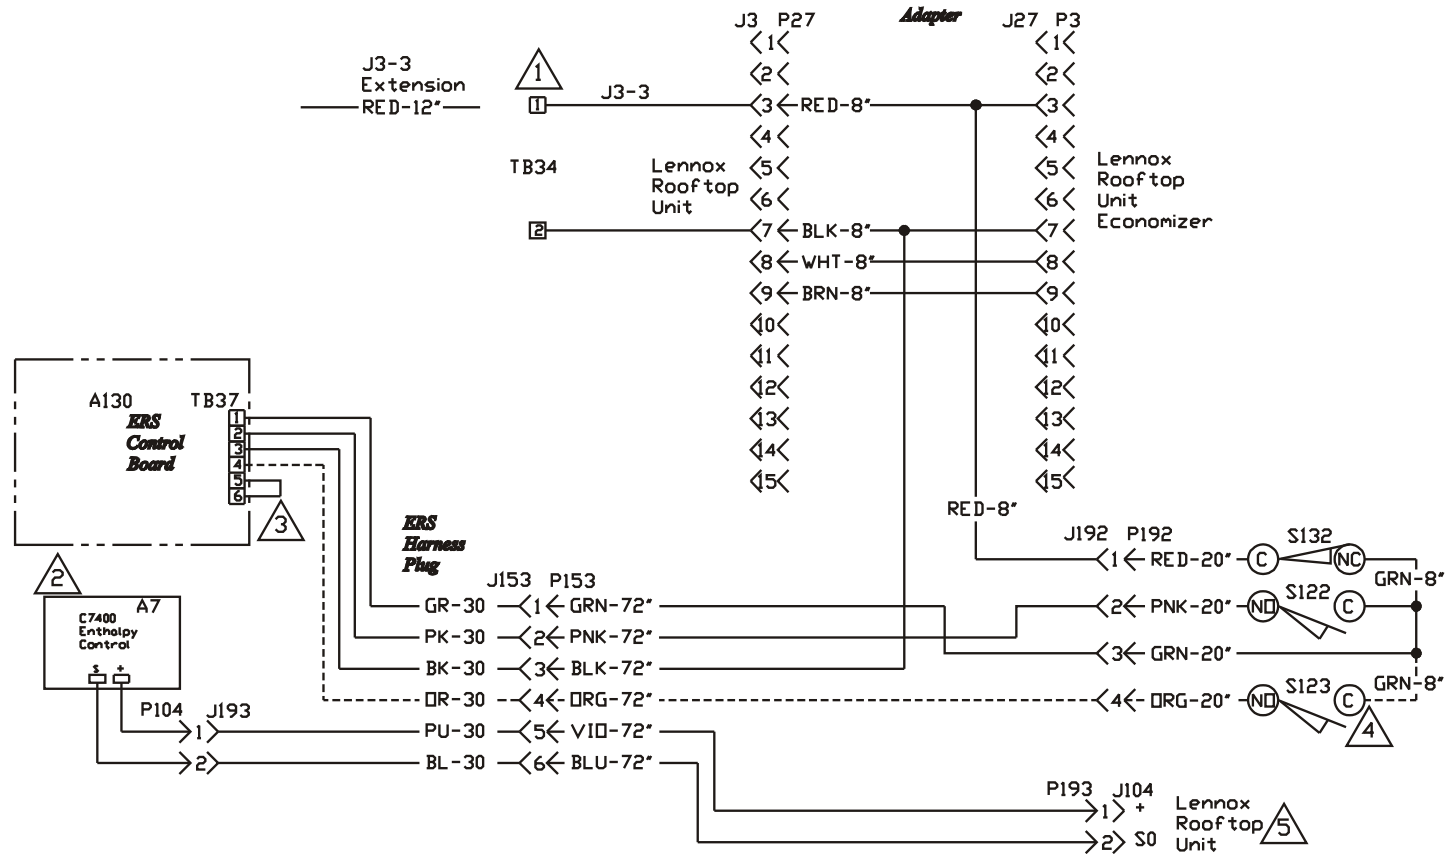 J3 P27
Adapter
J27 P3
1
1
2
2
J3-3
Extension
RED-12″
1
1
J3-3
3
RED-8″
3
4
4
TB34
Lennox
Rooftop
Unit
5
5
Lennox
Rooftop
Unit
Economizer
6
6
2
7
BLK-8″
7
8
WHT-8″
8
9
BRN-8″
9
10
10
11
11
12
12
13
13
14
14
15
15
A130
TB37
ERS
Control
Board
1
2
3
4
5
6
3
RED-8″
ERS
Harness
Plug
J192 P192
S132
1
RED-20″
C
NC
GRN-8″
2
A7
C7400
Enthalpy
Control
S +
J153 P153
GR-30
1
GRN-72″
2
PNK-20″
NO
S122
C
PK-30
2
PNK-72″
3
GRN-20″
BK-30
3
BLK-72″
GRN-8″
OR-30
4
ORG-72″
4
ORG-20″
NO
S123
C
4
P104 J193
1
PU-30
5
VIO-72″
2
BL-30
6
BLU-72″
P193 J104
1
+
Lennox
Rooftop
Unit
5
2
SO